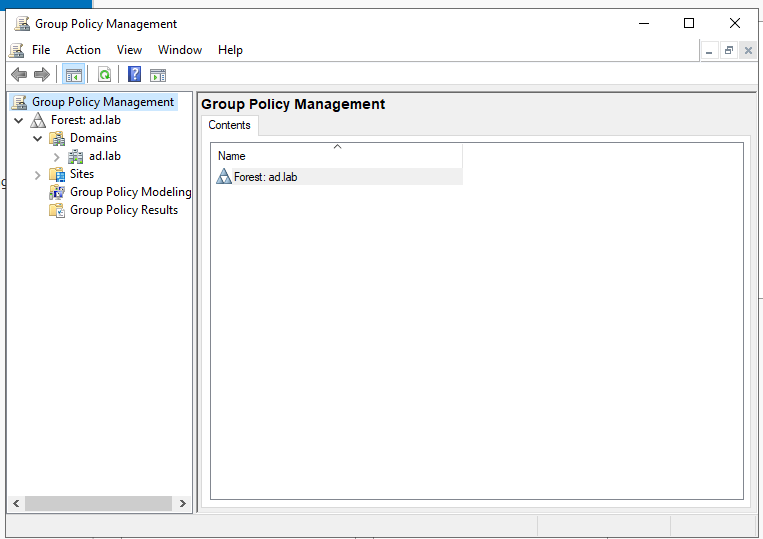 Group Policy Management
File Action View Window Help
Group Policy Management
Forest: ad.lab
Domains
ad.lab
Sites
Group Policy Modeling
Group Policy Results
Group Policy Management
Contents
Name
Forest: ad.lab